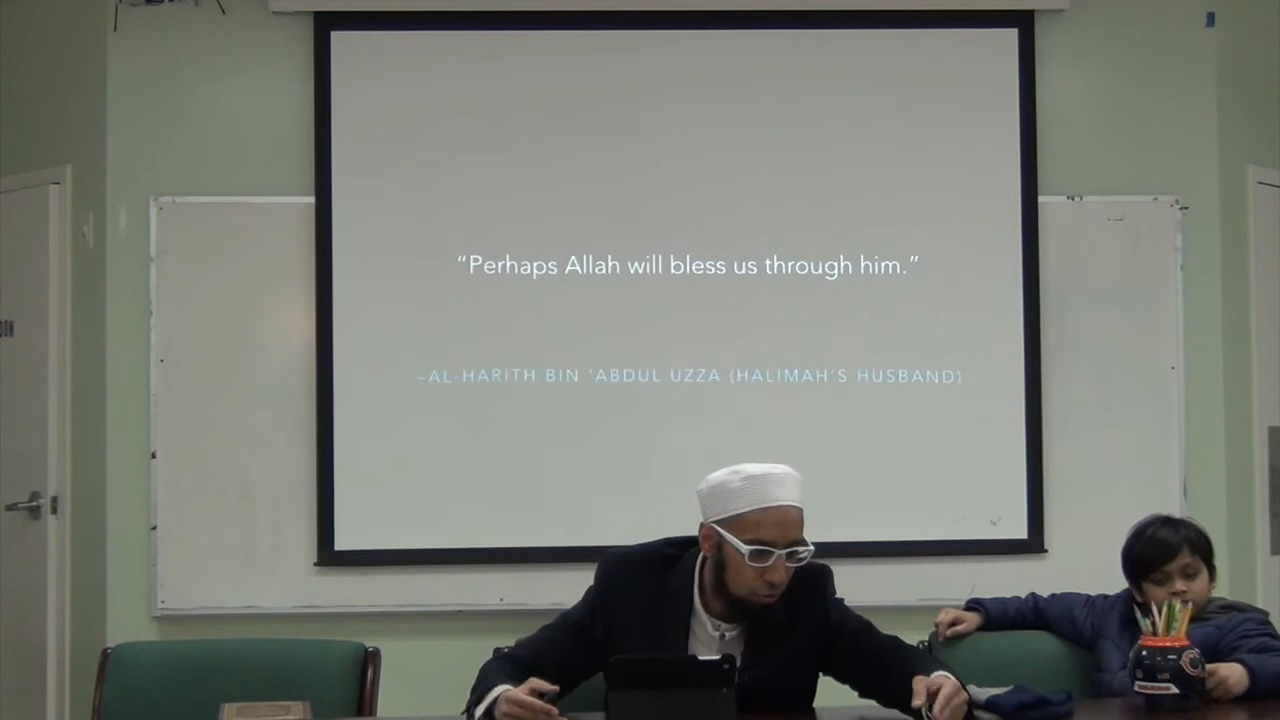 “Perhaps Allah will bless us through him.”
–AL-HARITH BIN ‘ABDUL UZZA (HALIMAH’S HUSBAND)